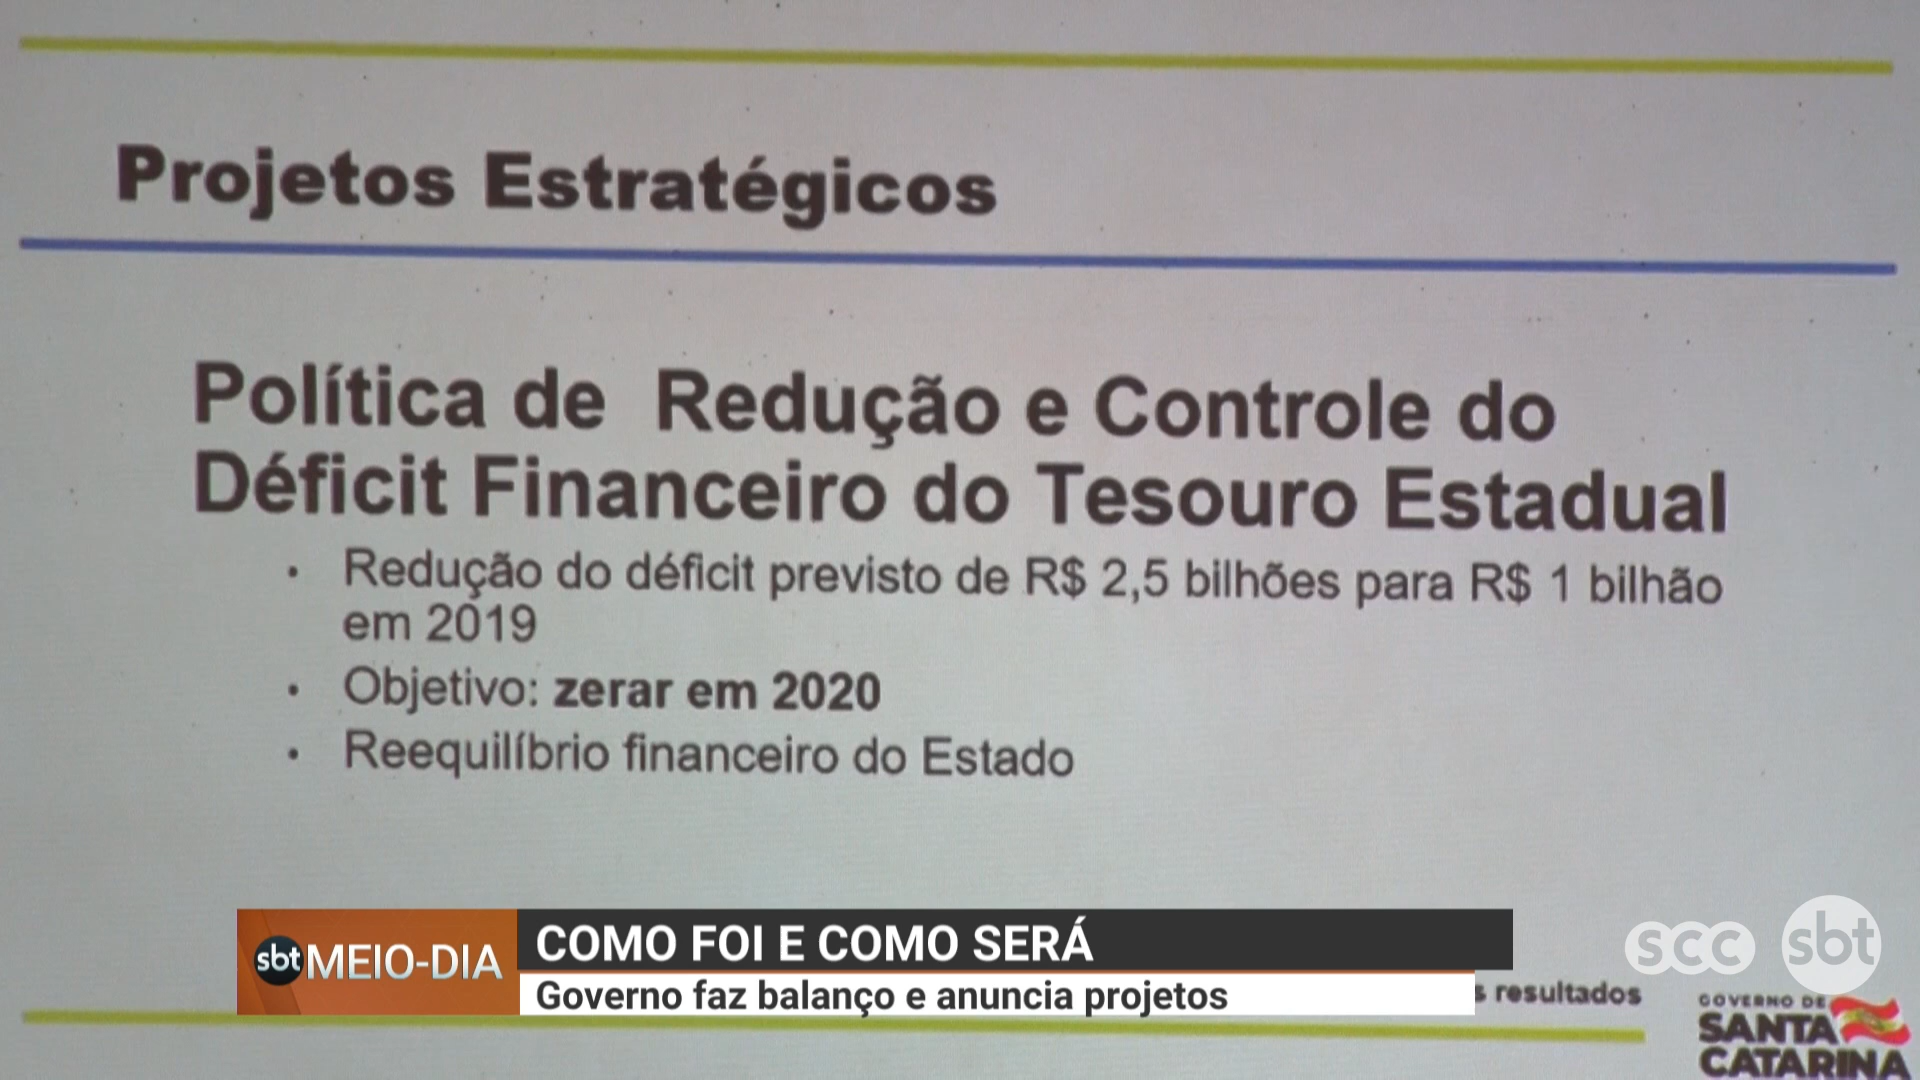 Projetos Estratégicos
Política de Redução e Controle do
Déficit Financeiro do Tesouro Estadual
• Redução do déficit previsto de R$ 2,5 bilhões para R$ 1 bilhão
em 2019
• Objetivo: zerar em 2020
• Reequilíbrio financeiro do Estado
sbt MEIO-DIA
COMO FOI E COMO SERÁ
Governo faz balanço e anuncia projetos
resultados
scc sbt
GOVERNO DE
SANTA
CATARINA